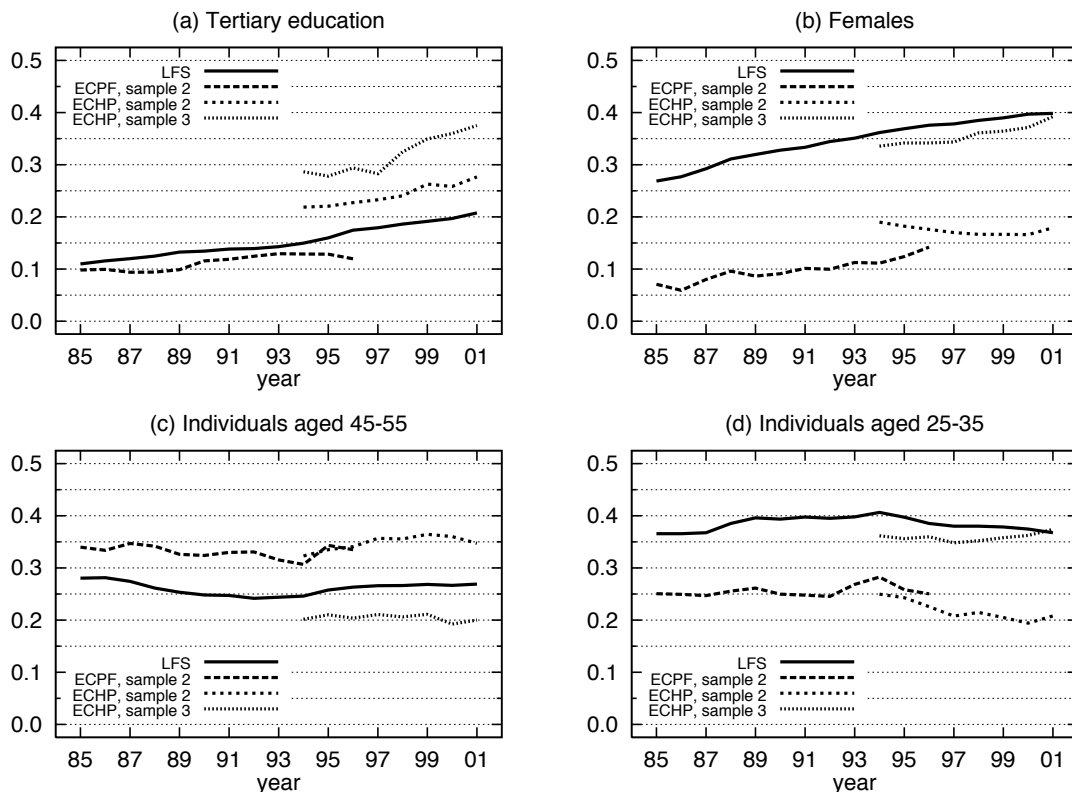 (a) Tertiary education
0.5
0.4
0.3
0.2
0.1
0.0
LFS
ECPF, sample 2
ECHP, sample 2
ECHP, sample 3
85 87 89 91 93 95 97 99 01
year
(b) Females
0.5
0.4
0.3
0.2
0.1
0.0
LFS
ECPF, sample 2
ECHP, sample 2
ECHP, sample 3
85 87 89 91 93 95 97 99 01
year
(c) Individuals aged 45-55
0.5
0.4
0.3
0.2
0.1
0.0
LFS
ECPF, sample 2
ECHP, sample 2
ECHP, sample 3
85 87 89 91 93 95 97 99 01
year
(d) Individuals aged 25-35
0.5
0.4
0.3
0.2
0.1
0.0
LFS
ECPF, sample 2
ECHP, sample 2
ECHP, sample 3
85 87 89 91 93 95 97 99 01
year